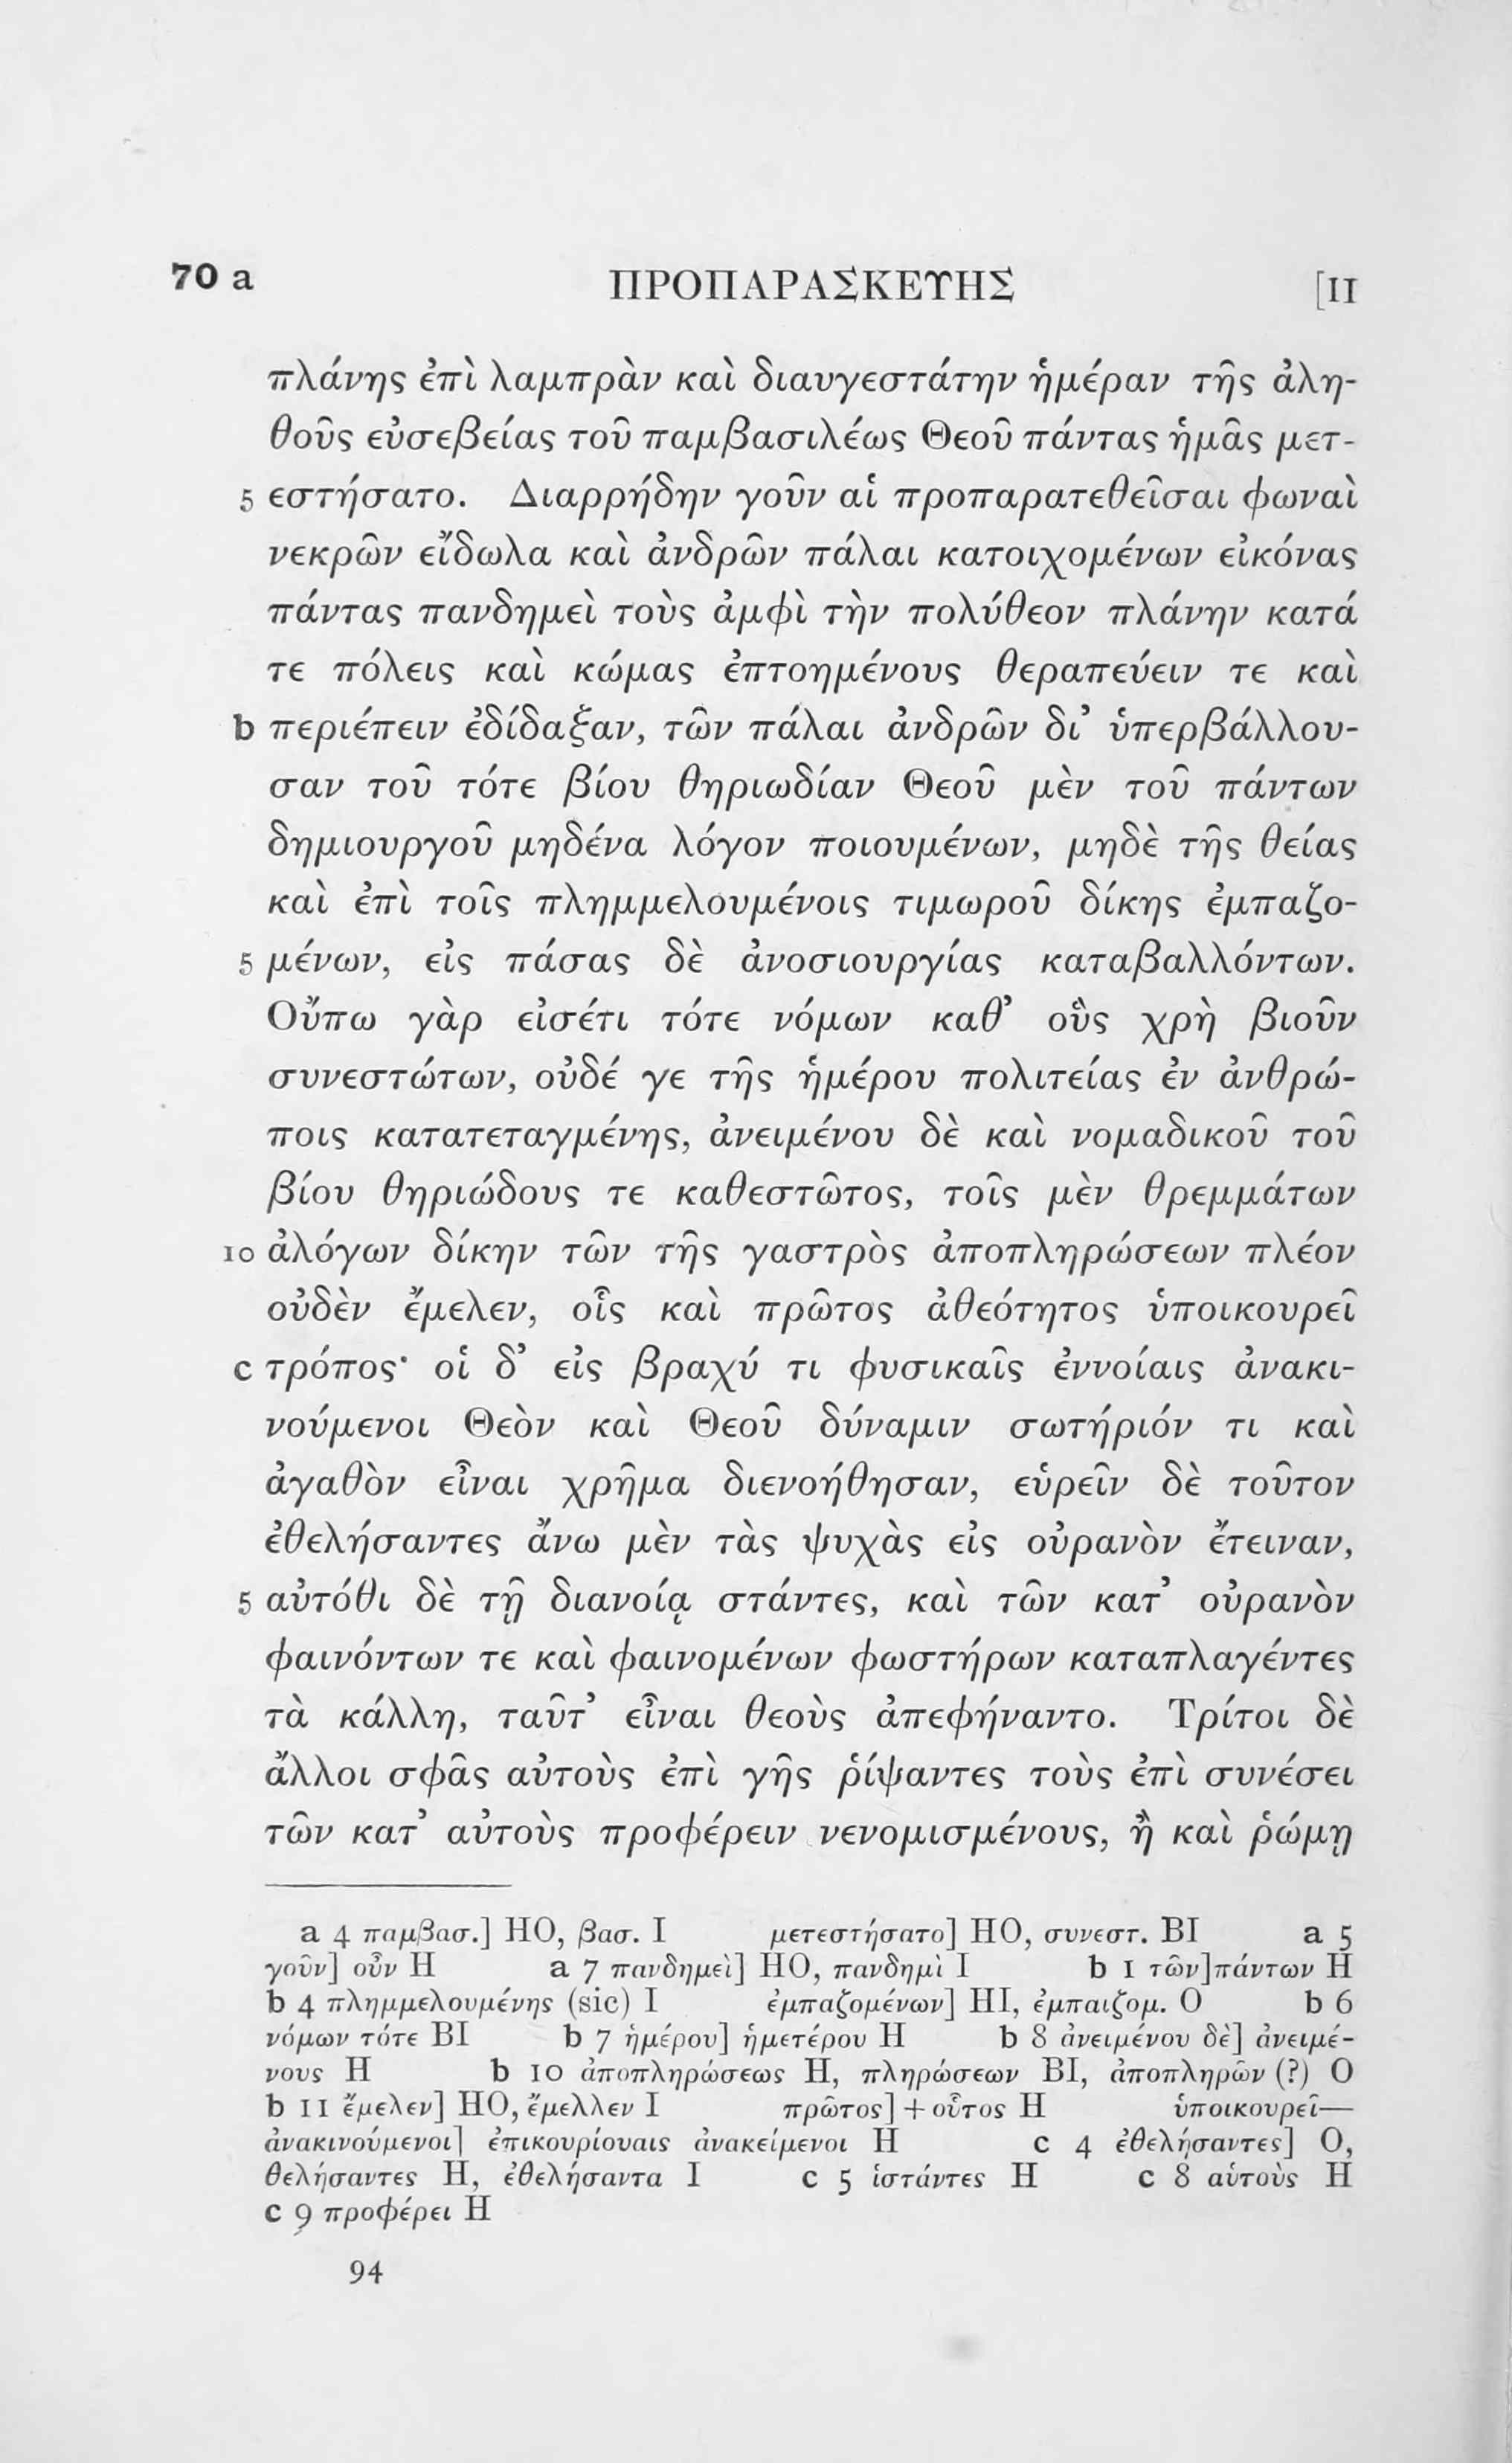 70 a ΠΡΟΠΑΡΑΣΚΕΥΗΣ [II
πλάνης ἐπὶ λαμπρὰν καὶ διαυγεστάτην ἡμέραν τῆς ἀλη-
θοῦς εὐσεβείας τοῦ παμβασιλέως Θεοῦ πάντας ἡμᾶς μετ-
5 εστήσατο. Διαρρήδην γοῦν αἱ προπαρατεθεῖσαι φωναὶ
νεκρῶν εἴδωλα καὶ ἀνδρῶν πάλαι κατοιχομένων εἰκόνας
πάντας πανδημεὶ τοὺς ἀμφὶ τὴν πολύθεον πλάνην κατά
τε πόλεις καὶ κώμας ἐπτοημένους θεραπεύειν τε καὶ
b περιέπειν ἐδίδαξαν, τῶν πάλαι ἀνδρῶν δι’ ὑπερβάλλου-
σαν τοῦ τότε βίου θηριωδίαν Θεοῦ μὲν τοῦ πάντων
δημιουργοῦ μηδένα λόγον ποιουμένων, μηδὲ τῆς θείας
καὶ ἐπὶ τοῖς πλημμελουμένοις τιμωροῦ δίκης ἐμπαζο-
5 μένων, εἰς πάσας δὲ ἀνοσιουργίας καταβαλλόντων.
Οὔπω γὰρ εἰσέτι τότε νόμων καθ’ οὓς χρὴ βιοῦν
συνεστώτων, οὐδέ γε τῆς ἡμέρου πολιτείας ἐν ἀνθρώ-
ποις κατατεταγμένης, ἀνειμένου δὲ καὶ νομαδικοῦ τοῦ
βίου θηριώδους τε καθεστῶτος, τοῖς μὲν θρεμμάτων
10 ἀλόγων δίκην τῶν τῆς γαστρὸς ἀποπληρώσεων πλέον
οὐδὲν ἔμελεν, οἷς καὶ πρῶτος ἀθεότητος ὑποικουρεῖ
c τρόπος· οἱ δ’ εἰς βραχύ τι φυσικαῖς ἐννοίαις ἀνακι-
νούμενοι Θεὸν καὶ Θεοῦ δύναμιν σωτήριόν τι καὶ
ἀγαθὸν εἶναι χρῆμα διενοήθησαν, εὑρεῖν δὲ τοῦτον
ἐθελήσαντες ἄνω μὲν τὰς ψυχὰς εἰς οὐρανὸν ἔτειναν,
5 αὐτόθι δὲ τῇ διανοίᾳ στάντες, καὶ τῶν κατ’ οὐρανὸν
φαινόντων τε καὶ φαινομένων φωστήρων καταπλαγέντες
τὰ κάλλη, ταῦτ’ εἶναι θεοὺς ἀπεφήναντο. Τρίτοι δὲ
ἄλλοι σφᾶς αὐτοὺς ἐπὶ γῆς ῥίψαντες τοὺς ἐπὶ συνέσει
τῶν κατ’ αὐτοὺς προφέρειν νενομισμένους, ἢ καὶ ῥώμῃ
a 4 παμβασ.] HO, βασ. I μετεστήσατο] HO, συνεστ. BI a 5
γοῦν] οὖν H a 7 πανδημεὶ] HO, πανδημὶ I b 1 τῶν]πάντων H
b 4 πλημμελουμένης (sic) I ἐμπαζομένων] HI, ἐμπαιζομ. O b 6
νόμων τότε BI b 7 ἡμέρου] ἡμετέρου H b 8 ἀνειμένου δὲ] ἀνειμέ-
νους H b 10 ἀποπληρώσεως H, πληρώσεων BI, ἀποπληρῶν (?) O
b 11 ἔμελεν] HO, ἔμελλεν I πρῶτος] + οὗτος H ὑποικουρεῖ—
ἀνακινούμενοι] ἐπικουρίουαις ἀνακείμενοι H c 4 ἐθελήσαντες] O,
θελήσαντες H, ἐθελήσαντα I c 5 ἱστάντες H c 8 αὑτοὺς H
c 9 προφέρει H
94